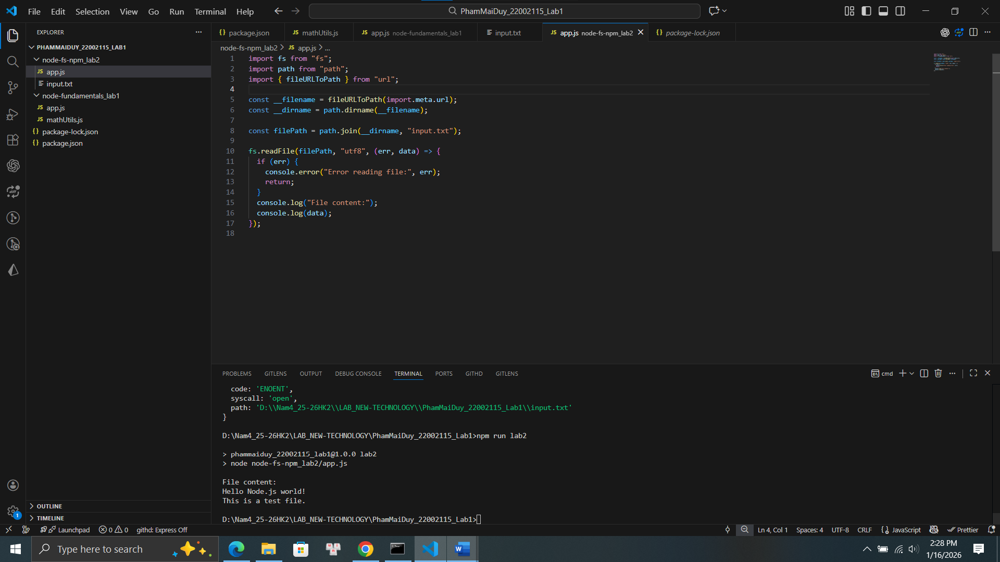 File Edit Selection View Go Run Terminal Help
PhamMaiDuy_22002115_Lab1
EXPLORER
PHAMMAIDUY_22002115_LAB1
node-fs-npm_lab2
JS app.js
input.txt
node-fundamentals_lab1
JS app.js
JS mathUtils.js
{} package-lock.json
{} package.json
OUTLINE
TIMELINE
{} package.json JS mathUtils.js JS app.js node-fundamentals_lab1 input.txt JS app.js node-fs-npm_lab2 {} package-lock.json
node-fs-npm_lab2 > JS app.js > ...
1 import fs from "fs";
2 import path from "path";
3 import { fileURLToPath } from "url";
4
5 const __filename = fileURLToPath(import.meta.url);
6 const __dirname = path.dirname(__filename);
7
8 const filePath = path.join(__dirname, "input.txt");
9
10 fs.readFile(filePath, "utf8", (err, data) => {
11 if (err) {
12 console.error("Error reading file:", err);
13 return;
14 }
15 console.log("File content:");
16 console.log(data);
17 });
18
PROBLEMS GITLENS OUTPUT DEBUG CONSOLE TERMINAL PORTS GITHD GITLENS
cmd
code: 'ENOENT',
syscall: 'open',
path: 'D:\\Nam4_25-26HK2\\LAB_NEW-TECHNOLOGY\\PhamMaiDuy_22002115_Lab1\\input.txt'
}
D:\Nam4_25-26HK2\LAB_NEW-TECHNOLOGY\PhamMaiDuy_22002115_Lab1>npm run lab2
> phammaiduy_22002115_lab1@1.0.0 lab2
> node node-fs-npm_lab2/app.js
File content:
Hello Node.js world!
This is a test file.
D:\Nam4_25-26HK2\LAB_NEW-TECHNOLOGY\PhamMaiDuy_22002115_Lab1>
1
Launchpad 0 0 githd: Express Off Ln 4, Col 1 Spaces: 4 UTF-8 CRLF {} JavaScript Prettier
Type here to search
2:28 PM
1/16/2026